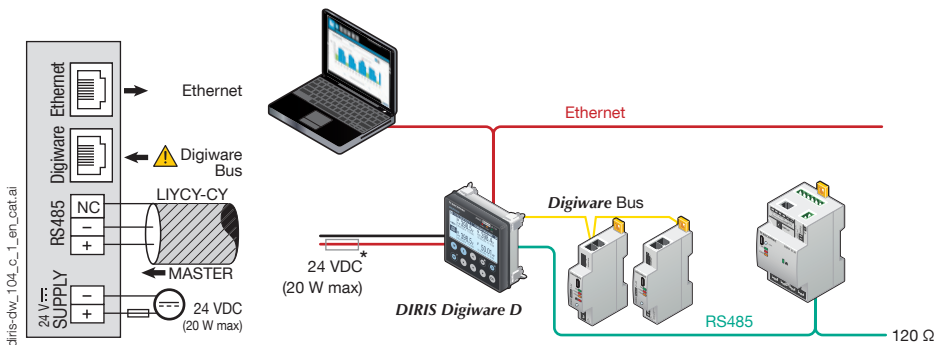 diris-dw_104_c_1_en_cat.ai
Ethernet
Ethernet
Digiware
Digiware
Bus
RS485
NC
–
+
LIYCY-CY
MASTER
24 V
SUPPLY
–
+
24 VDC
(20 W max)
Ethernet
Digiware Bus
*
24 VDC
(20 W max)
DIRIS Digiware D
RS485
120 Ω